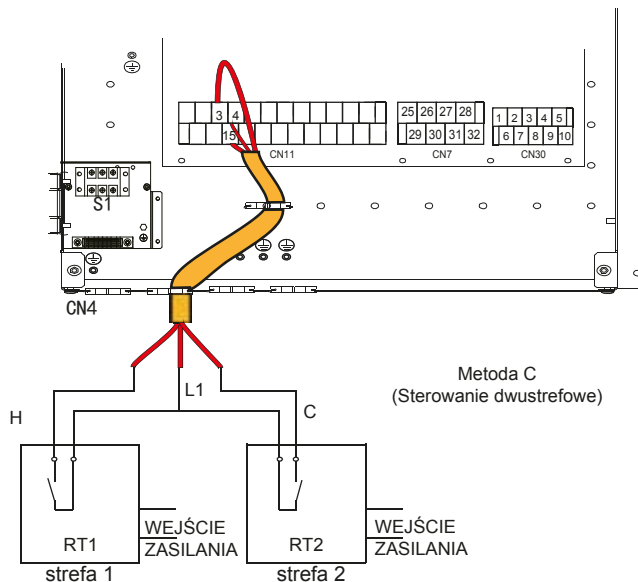 3 4
15
CN11
25 26 27 28
29 30 31 32
CN7
1 2 3 4 5
6 7 8 9 10
CN30
S1
CN4
L1
H
C
Metoda C
(Sterowanie dwustrefowe)
RT1
WEJŚCIE
ZASILANIA
strefa 1
RT2
WEJŚCIE
ZASILANIA
strefa 2